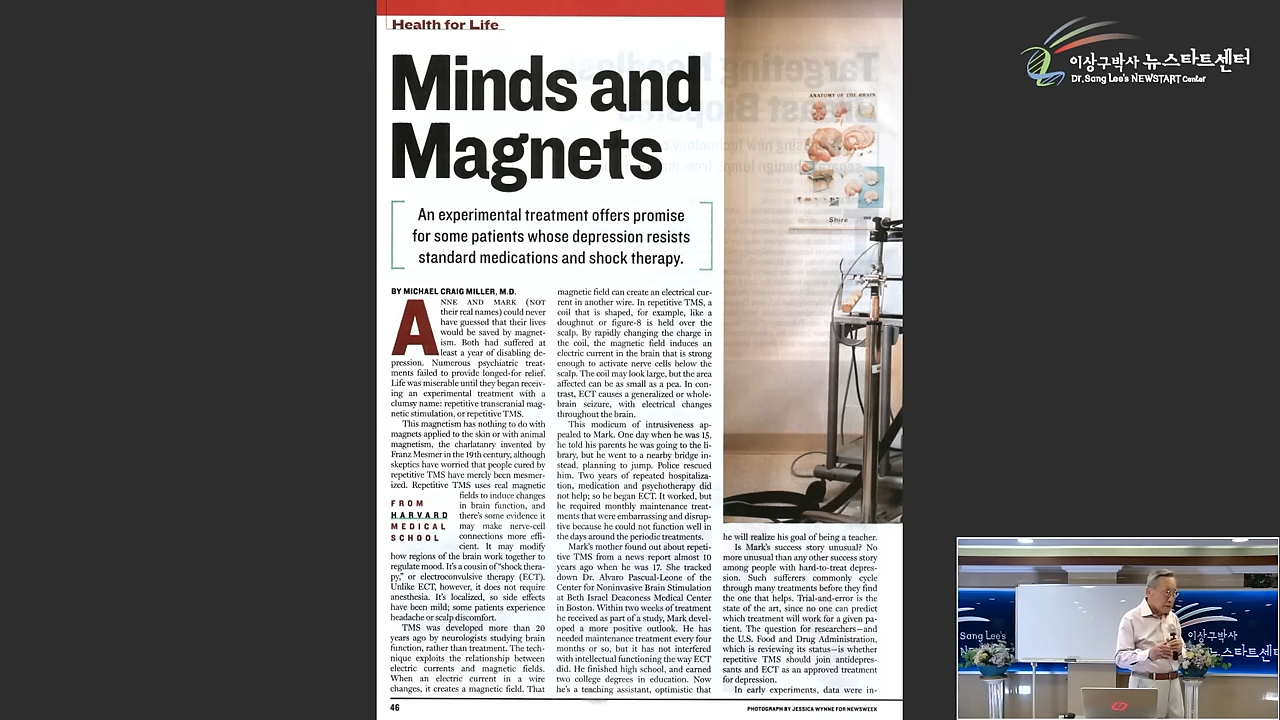 Health for Life
Minds and
Magnets
An experimental treatment offers promise
for some patients whose depression resists
standard medications and shock therapy.
BY MICHAEL CRAIG MILLER, M.D.
ANNE AND MARK (NOT
their real names) could never
have guessed that their lives
would be saved by magnet-
ism. Both had suffered at
least a year of disabling de-
pression. Numerous psychiatric treat-
ments failed to provide longed-for relief.
Life was miserable until they began receiv-
ing an experimental treatment with a
clumsy name: repetitive transcranial mag-
netic stimulation, or repetitive TMS.
This magnetism has nothing to do with
magnets applied to the skin or with animal
magnetism, the charlatanry invented by
Franz Mesmer in the 19th century, although
skeptics have worried that people cured by
repetitive TMS have merely been mesmer-
ized. Repetitive TMS uses real magnetic
fields to induce changes
in brain function, and
there's some evidence it
may make nerve-cell
connections more effi-
cient. It may modify
how regions of the brain work together to
regulate mood. It's a cousin of "shock thera-
py," or electroconvulsive therapy (ECT).
Unlike ECT, however, it does not require
anesthesia. It's localized, so side effects
have been mild; some patients experience
headache or scalp discomfort.
TMS was developed more than 20
years ago by neurologists studying brain
function, rather than treatment. The tech-
nique exploits the relationship between
electric currents and magnetic fields.
When an electric current in a wire
changes, it creates a magnetic field. That
FROM
HARVARD
MEDICAL
SCHOOL
magnetic field can create an electrical cur-
rent in another wire. In repetitive TMS, a
coil that is shaped, for example, like a
doughnut or figure-8 is held over the
scalp. By rapidly changing the charge in
the coil, the magnetic field induces an
electric current in the brain that is strong
enough to activate nerve cells below the
scalp. The coil may look large, but the area
affected can be as small as a pea. In con-
trast, ECT causes a generalized or whole-
brain seizure, with electrical changes
throughout the brain.
This modicum of intrusiveness ap-
pealed to Mark. One day when he was 15,
he told his parents he was going to the li-
brary, but he went to a nearby bridge in-
stead, planning to jump. Police rescued
him. Two years of repeated hospitaliza-
tion, medication and psychotherapy did
not help; so he began ECT. It worked, but
he required monthly maintenance treat-
ments that were embarrassing and disrup-
tive because he could not function well in
the days around the periodic treatments.
Mark's mother found out about repeti-
tive TMS from a news report almost 10
years ago when he was 17. She tracked
down Dr. Alvaro Pascual-Leone of the
Center for Noninvasive Brain Stimulation
at Beth Israel Deaconess Medical Center
in Boston. Within two weeks of treatment
he received as part of a study, Mark devel-
oped a more positive outlook. He has
needed maintenance treatment every four
months or so, but it has not interfered
with intellectual functioning the way ECT
did. He finished high school, and earned
two college degrees in education. Now
he's a teaching assistant, optimistic that
he will realize his goal of being a teacher.
Is Mark's success story unusual? No
more unusual than any other success story
among people with hard-to-treat depres-
sion. Such sufferers commonly cycle
through many treatments before they find
the one that helps. Trial-and-error is the
state of the art, since no one can predict
which treatment will work for a given pa-
tient. The question for researchers—and
the U.S. Food and Drug Administration,
which is reviewing its status—is whether
repetitive TMS should join antidepres-
sants and ECT as an approved treatment
for depression.
In early experiments, data were in-
46
PHOTOGRAPH BY JESSICA WYNNE FOR NEWSWEEK
ANATOMY OF THE BRAIN
Shire
이상구박사 뉴스타트센터
Dr. Sang Lee's NEWSTART Center
Sang Lee's
이상구박사
뉴스타트센터